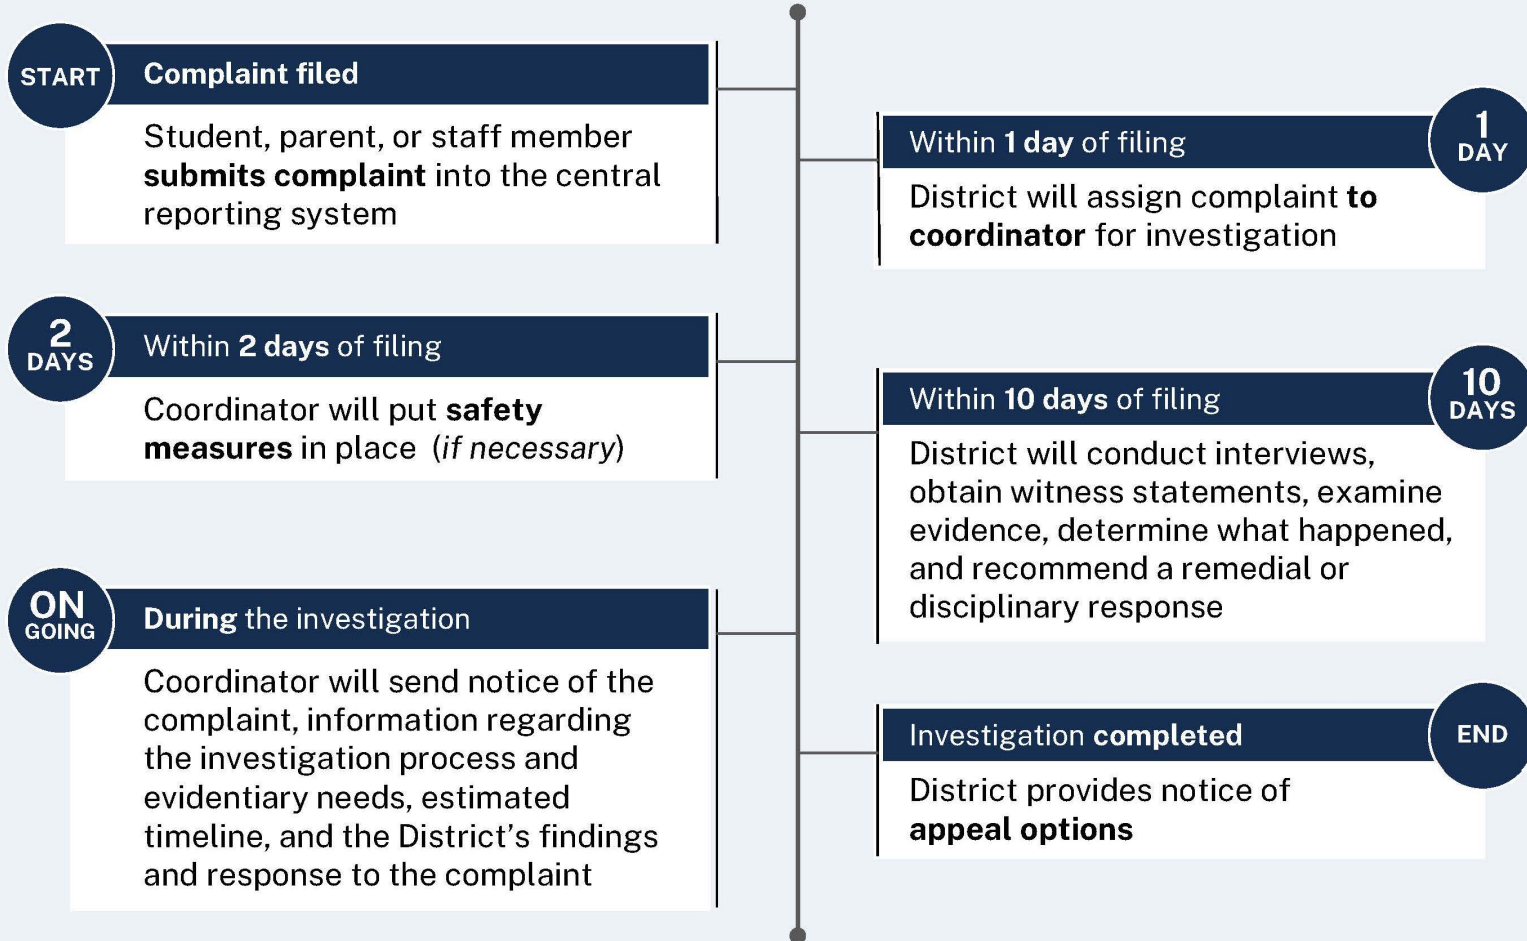 START
Complaint filed
Student, parent, or staff member
submits complaint into the central
reporting system
1
DAY
Within 1 day of filing
District will assign complaint to
coordinator for investigation
2
DAYS
Within 2 days of filing
Coordinator will put safety
measures in place (if necessary)
10
DAYS
Within 10 days of filing
District will conduct interviews,
obtain witness statements, examine
evidence, determine what happened,
and recommend a remedial or
disciplinary response
ON
GOING
During the investigation
Coordinator will send notice of the
complaint, information regarding
the investigation process and
evidentiary needs, estimated
timeline, and the District’s findings
and response to the complaint
END
Investigation completed
District provides notice of
appeal options